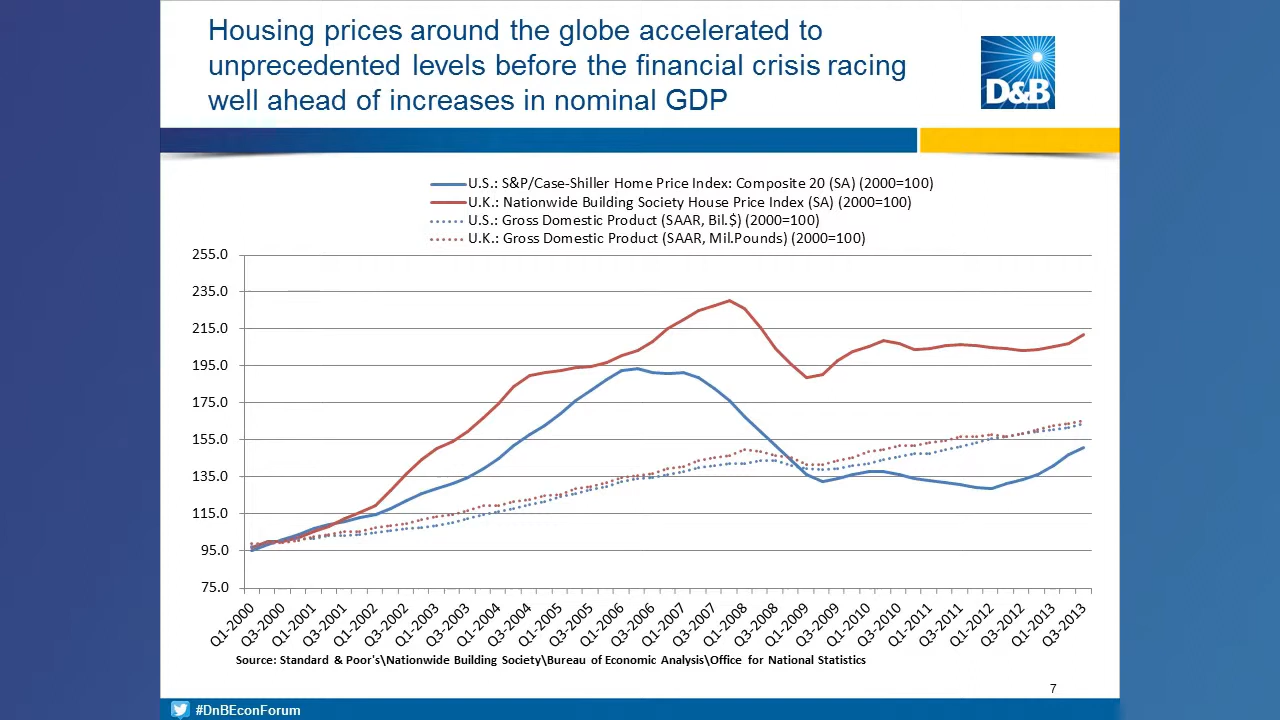 Housing prices around the globe accelerated to
unprecedented levels before the financial crisis racing
well ahead of increases in nominal GDP
D&B
U.S.: S&P/Case-Shiller Home Price Index: Composite 20 (SA) (2000=100)
U.K.: Nationwide Building Society House Price Index (SA) (2000=100)
U.S.: Gross Domestic Product (SAAR, Bil.$) (2000=100)
U.K.: Gross Domestic Product (SAAR, Mil.Pounds) (2000=100)
255.0
235.0
215.0
195.0
175.0
155.0
135.0
115.0
95.0
75.0
Q1-2000
Q3-2000
Q1-2001
Q3-2001
Q1-2002
Q3-2002
Q1-2003
Q3-2003
Q1-2004
Q3-2004
Q1-2005
Q3-2005
Q1-2006
Q3-2006
Q1-2007
Q3-2007
Q1-2008
Q3-2008
Q1-2009
Q3-2009
Q1-2010
Q3-2010
Q1-2011
Q3-2011
Q1-2012
Q3-2012
Q1-2013
Q3-2013
Source: Standard & Poor's\Nationwide Building Society\Bureau of Economic Analysis\Office for National Statistics
7
#DnBEconForum